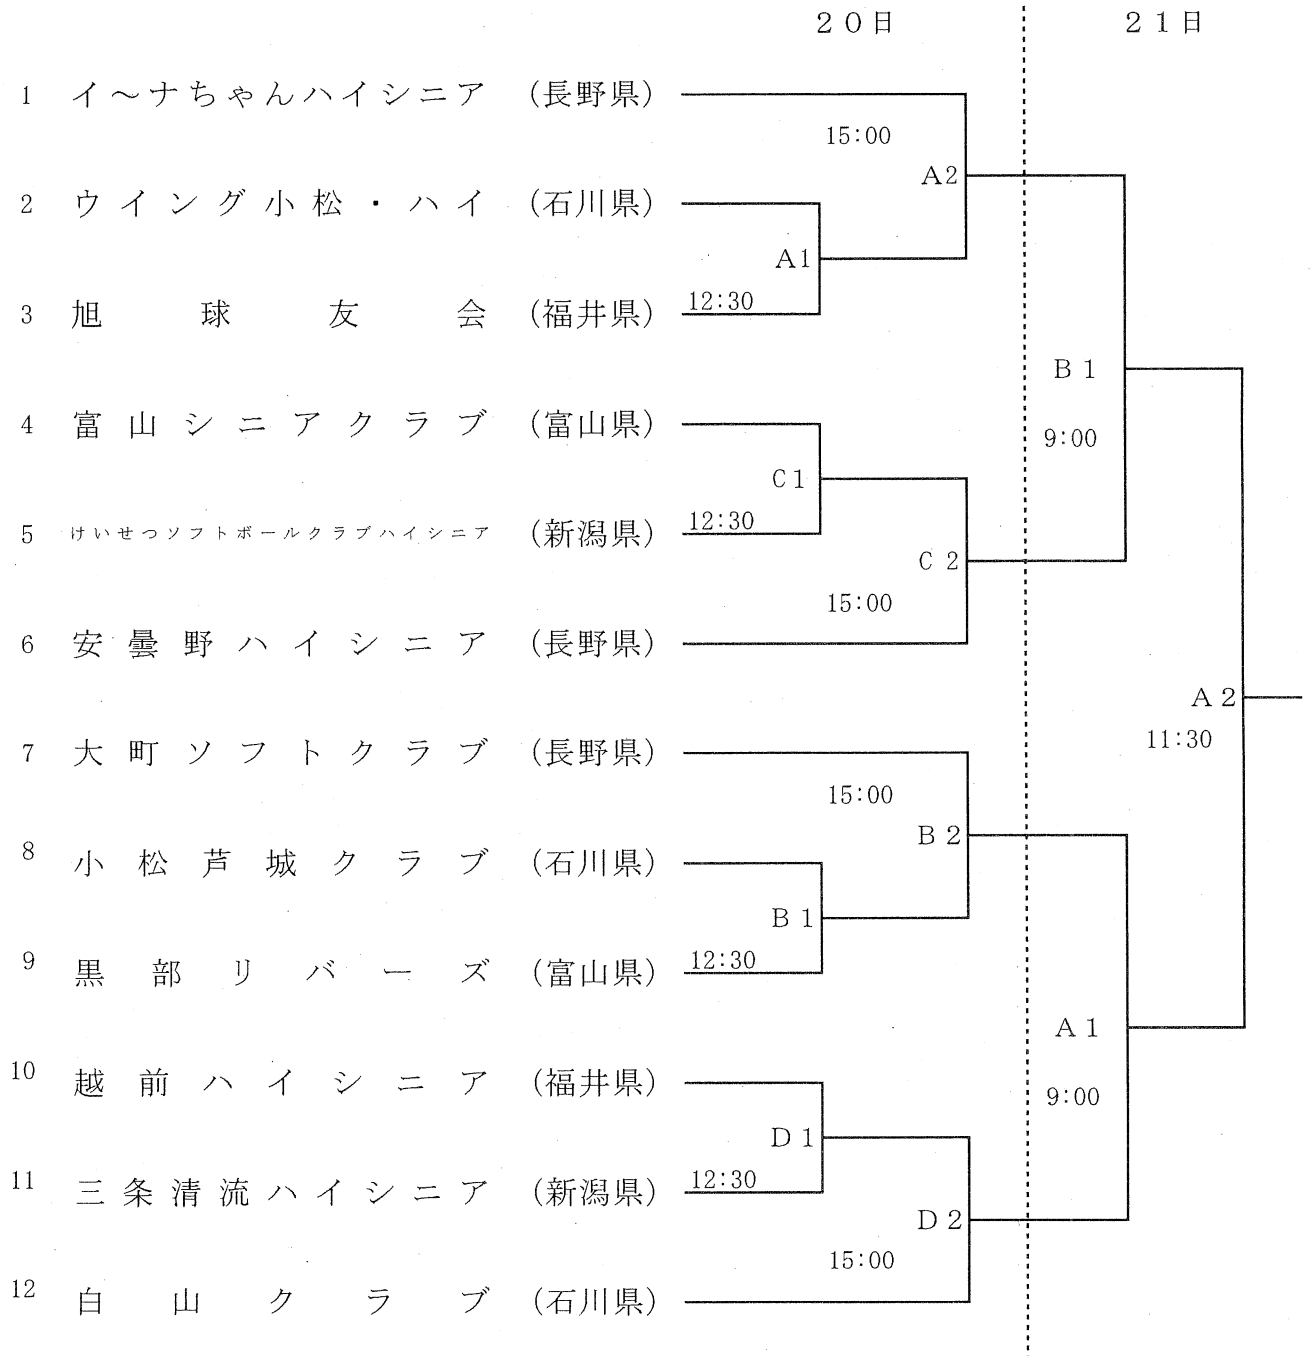 20日 21日
1 イ～ナちゃんハイシニア (長野県)
15:00
A2
2 ウイング小松・ハイ (石川県)
A1
12:30
3 旭球友会 (福井県)
B1
4 富山シニアクラブ (富山県)
9:00
C1
12:30
5 けいせつソフトボールクラブハイシニア (新潟県)
C2
15:00
6 安曇野ハイシニア (長野県)
A2
11:30
7 大町ソフトクラブ (長野県)
15:00
B2
8 小松芦城クラブ (石川県)
B1
12:30
9 黒部リバーズ (富山県)
A1
10 越前ハイシニア (福井県)
9:00
D1
12:30
11 三条清流ハイシニア (新潟県)
D2
15:00
12 白山クラブ (石川県)